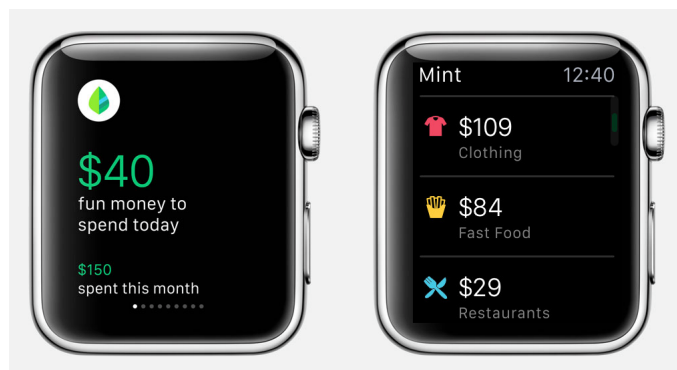 $40
fun money to
spend today
$150
spent this month
Mint
12:40
$109
Clothing
$84
Fast Food
$29
Restaurants